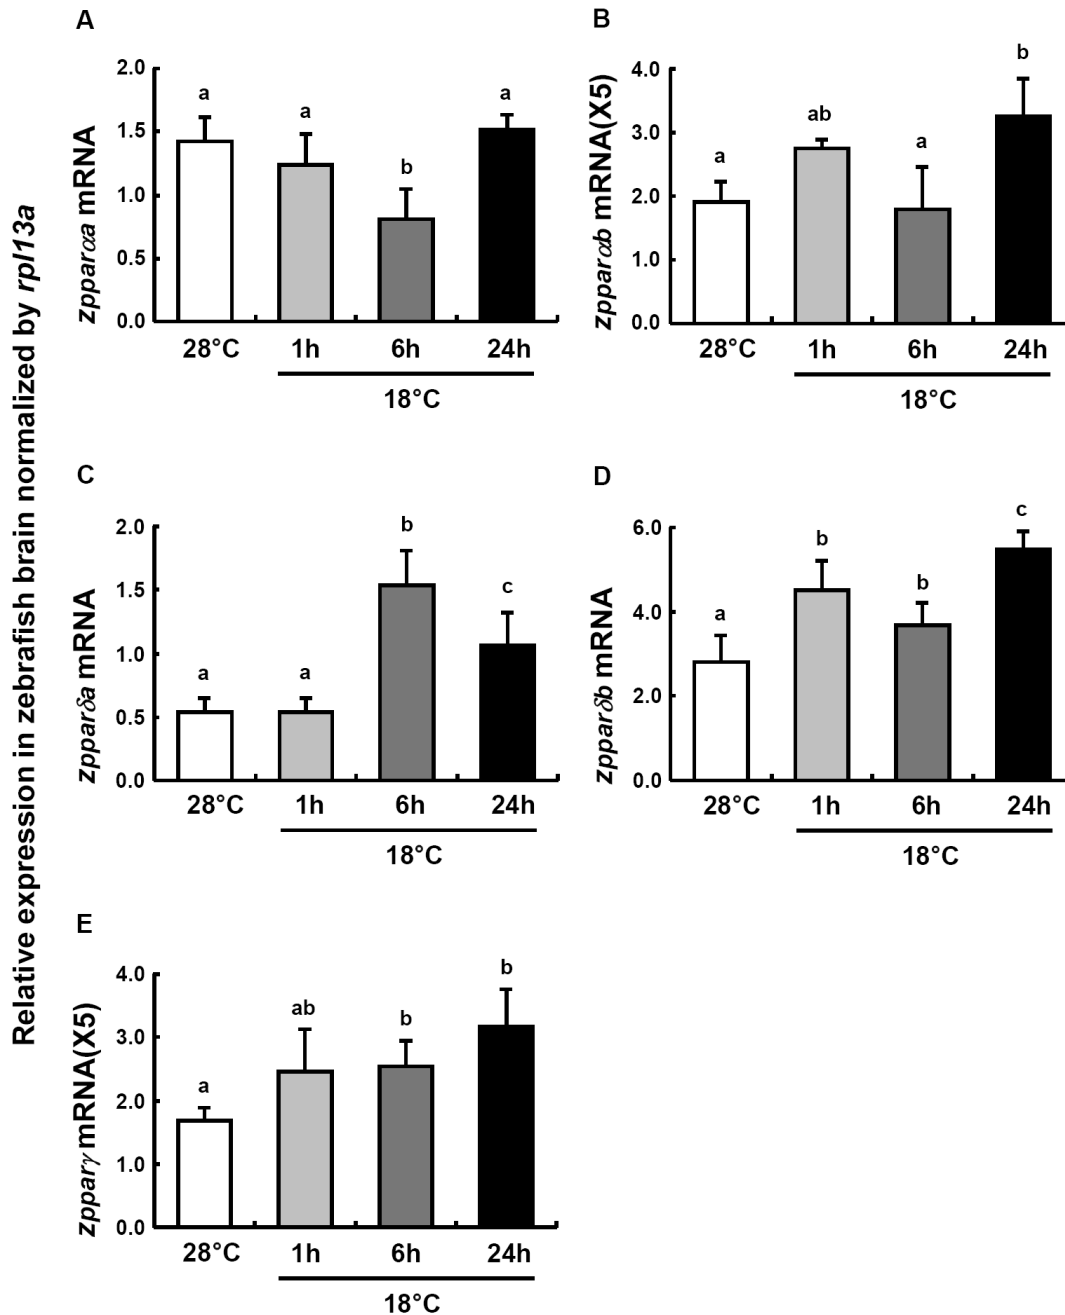 Relative expression in zebrafish brain normalized by rpl13a
A
zpparαa mRNA
2.0
1.5
1.0
0.5
0.0
a
a
b
a
28°C 1h 6h 24h
18°C
B
zpparαb mRNA(X5)
4.0
3.0
2.0
1.0
0.0
a
ab
a
b
28°C 1h 6h 24h
18°C
C
zpparδa mRNA
2.0
1.5
1.0
0.5
0.0
a
a
b
c
28°C 1h 6h 24h
18°C
D
zpparδb mRNA
6.0
4.0
2.0
0.0
a
b
b
c
28°C 1h 6h 24h
18°C
E
zpparγ mRNA(X5)
4.0
3.0
2.0
1.0
0.0
a
ab
b
b
28°C 1h 6h 24h
18°C